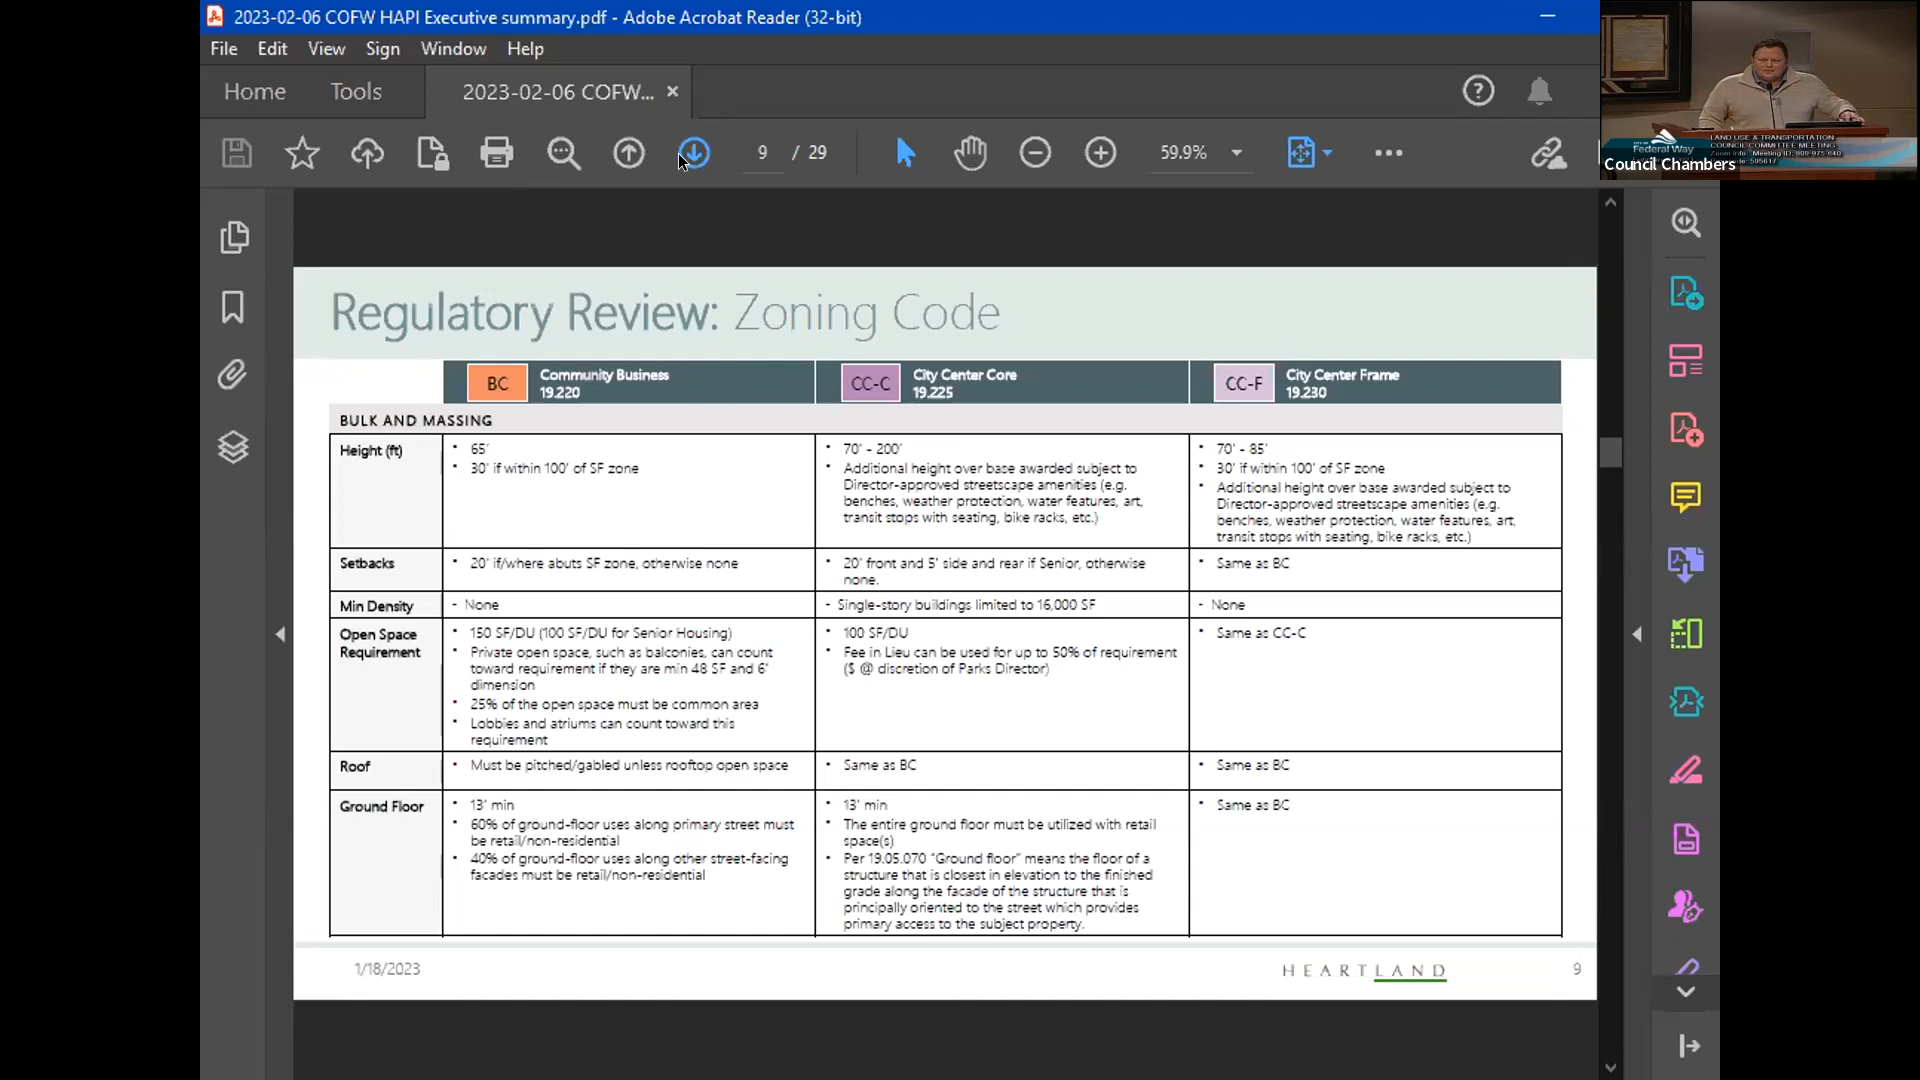 2023-02-06 COFW HAPI Executive summary.pdf - Adobe Acrobat Reader (32-bit)
File Edit View Sign Window Help
Home Tools 2023-02-06 COFW... ×
9 / 29 59.9%
LAND USE & TRANSPORTATION
COUNCIL COMMITTEE MEETING
Federal Way
Council Chambers
Regulatory Review: Zoning Code
BC Community Business 19.220
CC-C City Center Core 19.225
CC-F City Center Frame 19.230
BULK AND MASSING
Height (ft)
• 65'
• 30' if within 100' of SF zone
• 70' - 200'
• Additional height over base awarded subject to
Director-approved streetscape amenities (e.g.
benches, weather protection, water features, art,
transit stops with seating, bike racks, etc.)
• 70' - 85'
• 30' if within 100' of SF zone
• Additional height over base awarded subject to
Director-approved streetscape amenities (e.g.
benches, weather protection, water features, art,
transit stops with seating, bike racks, etc.)
Setbacks
• 20' if/where abuts SF zone, otherwise none
• 20' front and 5' side and rear if Senior, otherwise
none.
• Same as BC
Min Density
- None
- Single-story buildings limited to 16,000 SF
- None
Open Space
Requirement
• 150 SF/DU (100 SF/DU for Senior Housing)
• Private open space, such as balconies, can count
toward requirement if they are min 48 SF and 6'
dimension
• 25% of the open space must be common area
• Lobbies and atriums can count toward this
requirement
• 100 SF/DU
• Fee in Lieu can be used for up to 50% of requirement
($ @ discretion of Parks Director)
• Same as CC-C
Roof
• Must be pitched/gabled unless rooftop open space
• Same as BC
• Same as BC
Ground Floor
• 13' min
• 60% of ground-floor uses along primary street must
be retail/non-residential
• 40% of ground-floor uses along other street-facing
facades must be retail/non-residential
• 13' min
• The entire ground floor must be utilized with retail
space(s)
• Per 19.05.070 "Ground floor" means the floor of a
structure that is closest in elevation to the finished
grade along the facade of the structure that is
principally oriented to the street which provides
primary access to the subject property.
• Same as BC
1/18/2023
HEARTLAND
9